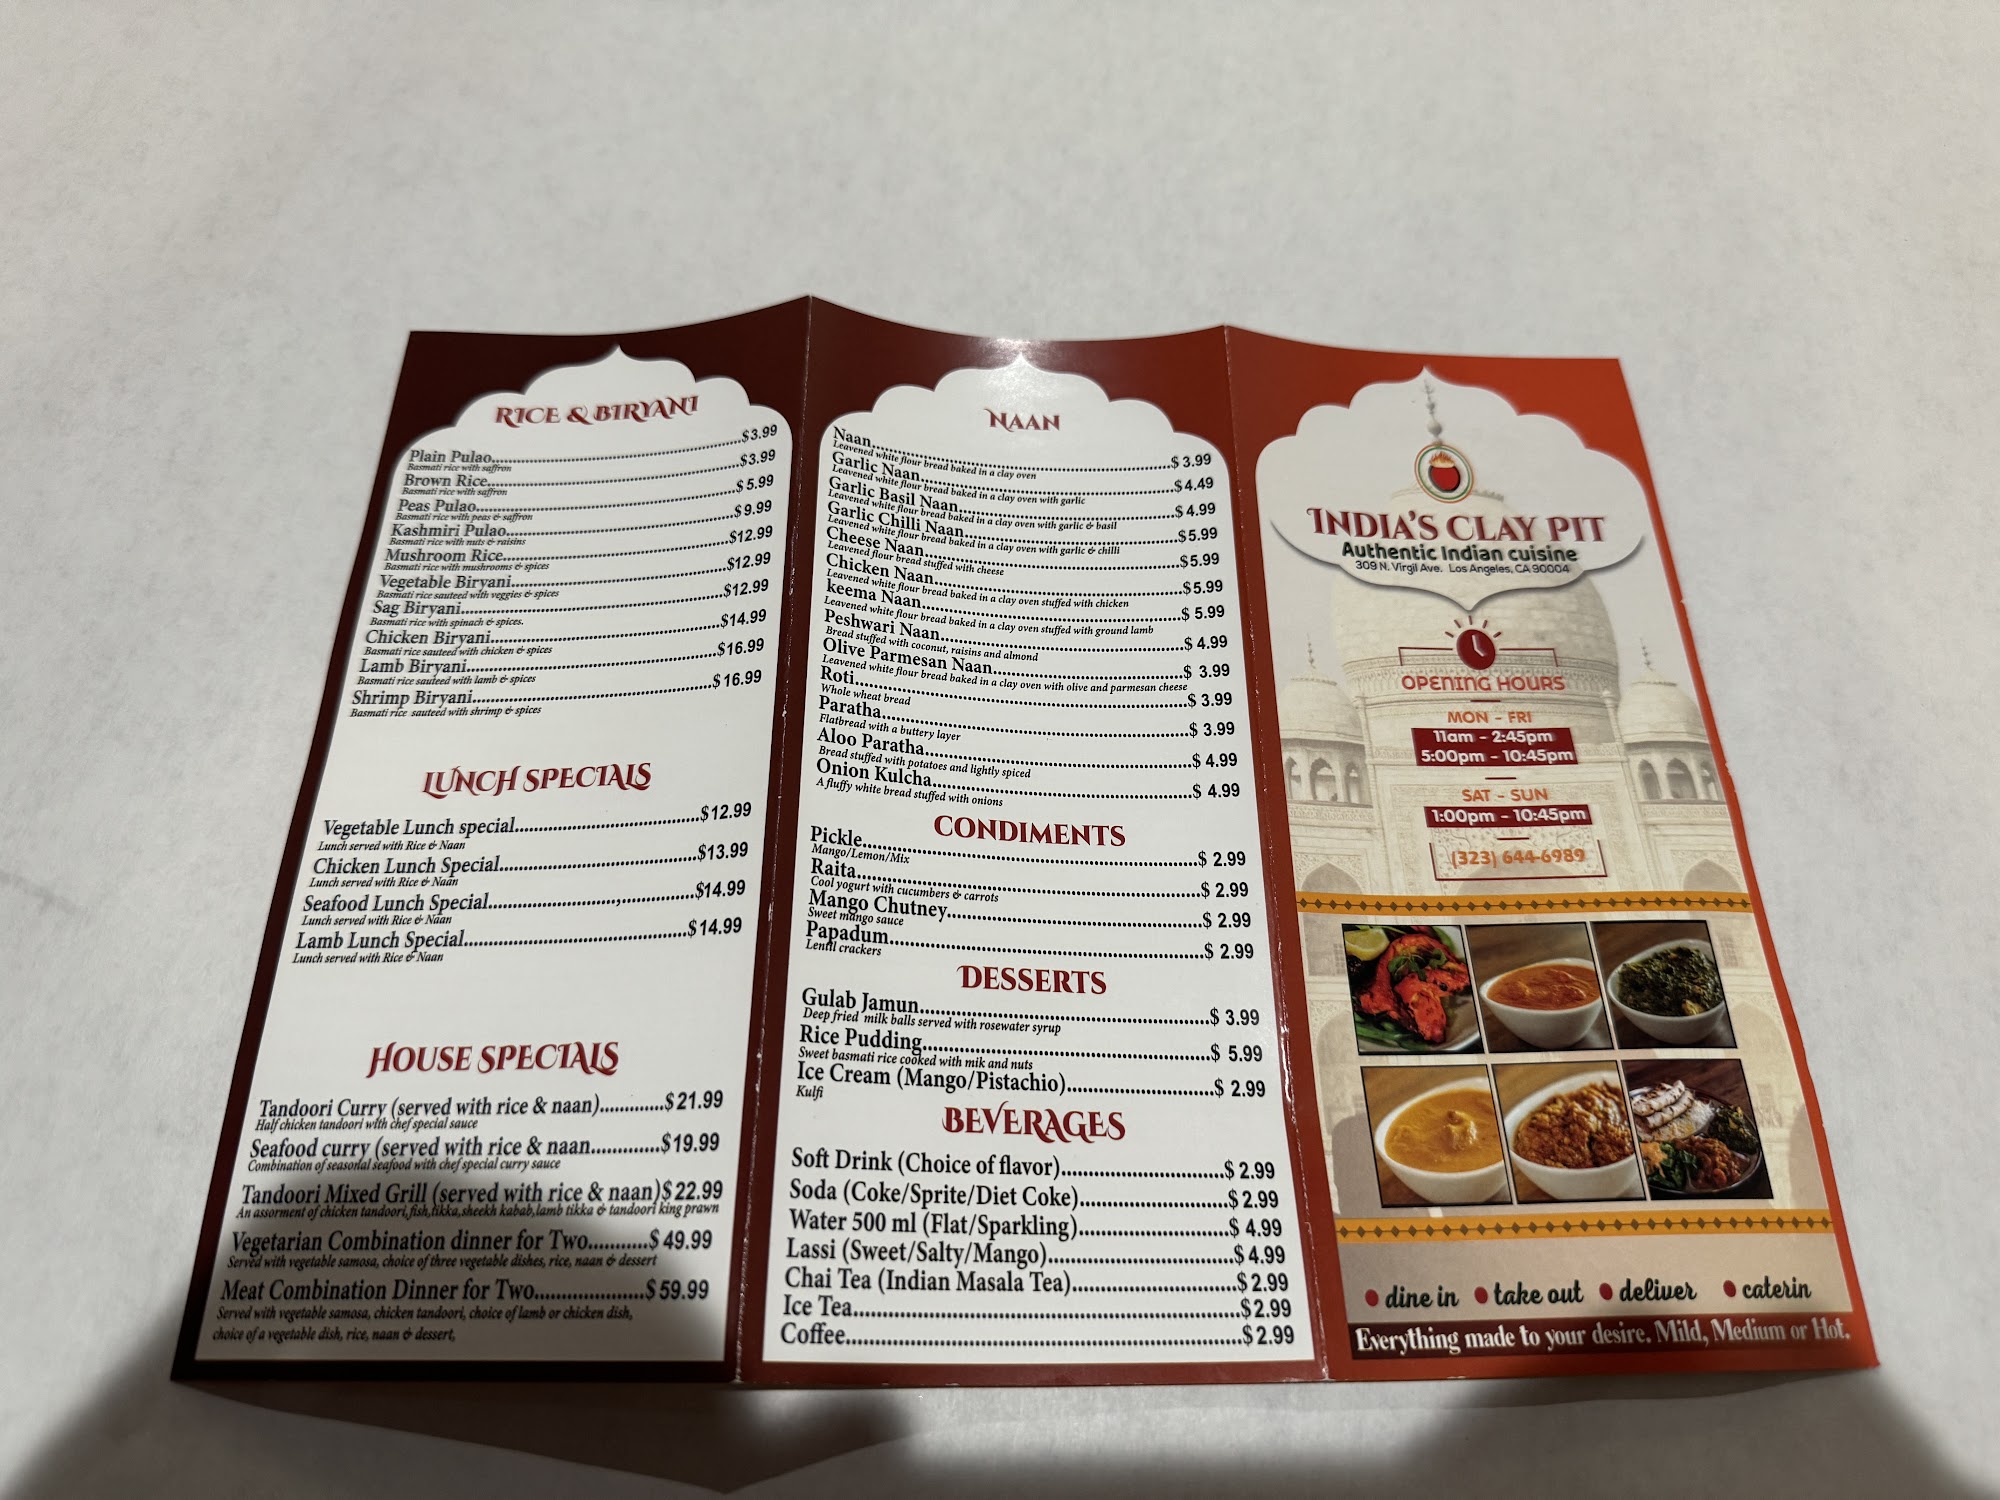 RICE & BIRYANI
Plain Pulao....................$3.99
Basmati rice with saffron
Brown Rice....................$3.99
Basmati rice with saffron
Peas Pulao....................$5.99
Basmati rice with peas & saffron
Kashmiri Pulao....................$9.99
Basmati rice with nuts & raisins
Mushroom Rice....................$12.99
Basmati rice with mushrooms & spices
Vegetable Biryani....................$12.99
Basmati rice sauteed with veggies & spices
Sag Biryani....................$12.99
Basmati rice with spinach & spices.
Chicken Biryani....................$14.99
Basmati rice sauteed with chicken & spices
Lamb Biryani....................$16.99
Basmati rice sauteed with lamb & spices
Shrimp Biryani....................$16.99
Basmati rice sauteed with shrimp & spices
LUNCH SPECIALS
Vegetable Lunch special....................$12.99
Lunch served with Rice & Naan
Chicken Lunch Special....................$13.99
Lunch served with Rice & Naan
Seafood Lunch Special....................$14.99
Lunch served with Rice & Naan
Lamb Lunch Special....................$14.99
Lunch served with Rice & Naan
HOUSE SPECIALS
Tandoori Curry (served with rice & naan).............$21.99
Half chicken tandoori with chef special sauce
Seafood curry (served with rice & naan..............$19.99
Combination of seasonal seafood with chef special curry sauce
Tandoori Mixed Grill (served with rice & naan)$22.99
An assorment of chicken tandoori,fish,tikka,sheekh kabab,lamb tikka & tandoori king prawn
Vegetarian Combination dinner for Two...........$49.99
Served with vegetable samosa, choice of three vegetable dishes, rice, naan & dessert
Meat Combination Dinner for Two.....................$59.99
Served with vegetable samosa, chicken tandoori, choice of lamb or chicken dish,
choice of a vegetable dish, rice, naan & dessert,
NAAN
Naan....................$3.99
Leavened white flour bread baked in a clay oven
Garlic Naan....................$4.49
Leavened white flour bread baked in a clay oven with garlic
Garlic Basil Naan....................$4.99
Leavened white flour bread baked in a clay oven with garlic & basil
Garlic Chilli Naan....................$5.99
Leavened white flour bread baked in a clay oven with garlic & chilli
Cheese Naan....................$5.99
Leavened flour bread stuffed with cheese
Chicken Naan....................$5.99
Leavened white flour bread baked in a clay oven stuffed with chicken
keema Naan....................$ 5.99
Leavened white flour bread baked in a clay oven stuffed with ground lamb
Peshwari Naan....................$ 4.99
Bread stuffed with coconut, raisins and almond
Olive Parmesan Naan....................$ 3.99
Leavened white flour bread baked in a clay oven with olive and parmesan cheese
Roti....................$ 3.99
Whole wheat bread
Paratha....................$ 3.99
Flatbread with a buttery layer
Aloo Paratha....................$ 4.99
Bread stuffed with potatoes and lightly spiced
Onion Kulcha....................$ 4.99
A fluffy white bread stuffed with onions
CONDIMENTS
Pickle....................$ 2.99
Mango/Lemon/Mix
Raita....................$ 2.99
Cool yogurt with cucumbers & carrots
Mango Chutney....................$ 2.99
Sweet mango sauce
Papadum....................$ 2.99
Lentil crackers
DESSERTS
Gulab Jamun....................$ 3.99
Deep fried milk balls served with rosewater syrup
Rice Pudding....................$ 5.99
Sweet basmati rice cooked with mik and nuts
Ice Cream (Mango/Pistachio)....................$ 2.99
Kulfi
BEVERAGES
Soft Drink (Choice of flavor)....................$ 2.99
Soda (Coke/Sprite/Diet Coke)....................$ 2.99
Water 500 ml (Flat/Sparkling)....................$ 4.99
Lassi (Sweet/Salty/Mango)....................$ 4.99
Chai Tea (Indian Masala Tea)....................$2.99
Ice Tea....................$2.99
Coffee....................$2.99
INDIA'S CLAY PIT
Authentic Indian cuisine
309 N. Virgil Ave. Los Angeles, CA 90004
OPENING HOURS
MON - FRI
11am - 2:45pm
5:00pm - 10:45pm
SAT - SUN
1:00pm - 10:45pm
(323) 644-6989
• dine in • take out • deliver • caterin
Everything made to your desire. Mild, Medium or Hot.